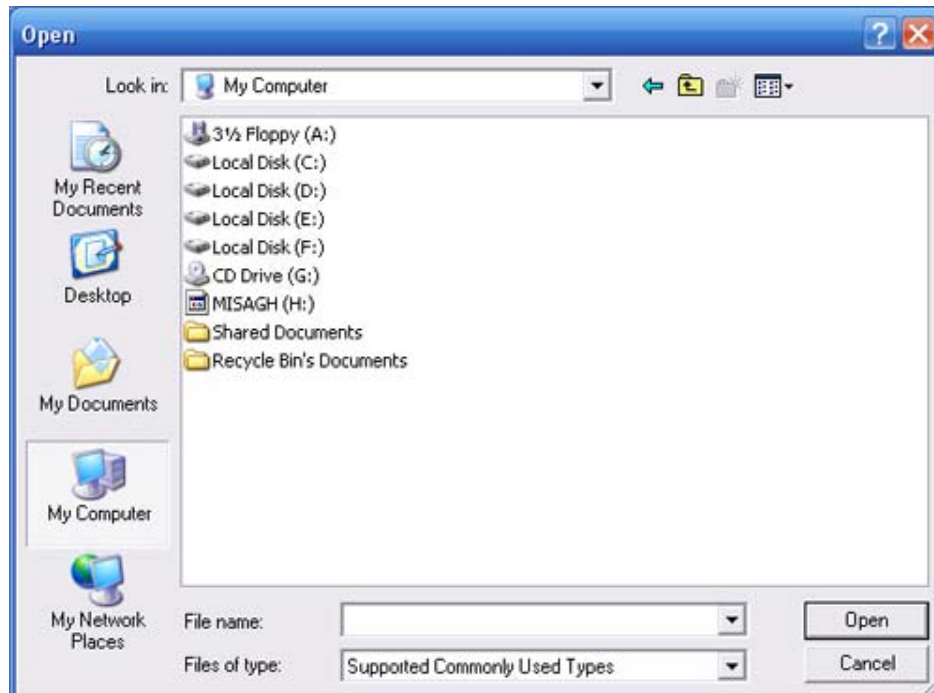 Open
Look in:
My Computer
My Recent
Documents
Desktop
My Documents
My Computer
My Network
Places
3½ Floppy (A:)
Local Disk (C:)
Local Disk (D:)
Local Disk (E:)
Local Disk (F:)
CD Drive (G:)
MISAGH (H:)
Shared Documents
Recycle Bin's Documents
File name:
Open
Files of type:
Supported Commonly Used Types
Cancel